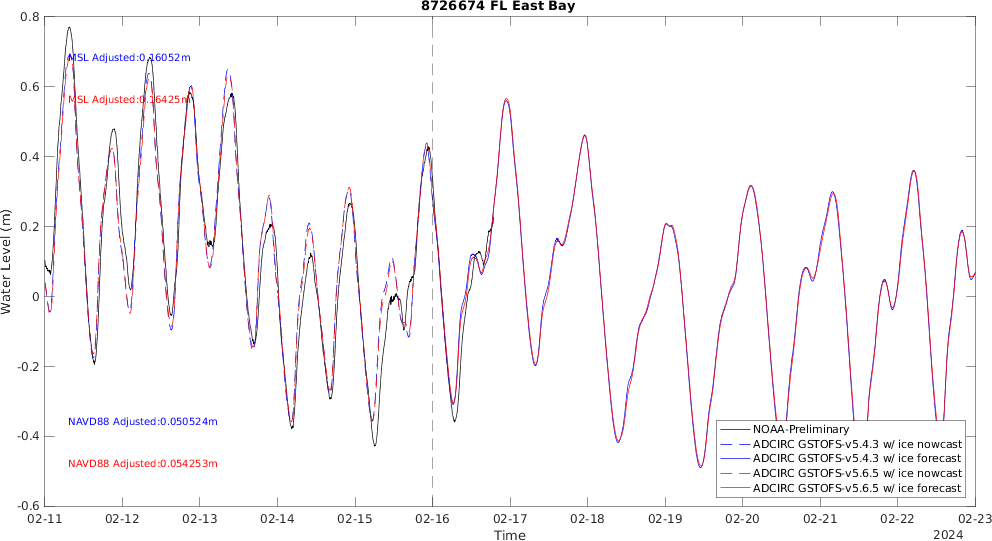 8726674 FL East Bay
0.8
0.6
0.4
0.2
0
-0.2
-0.4
-0.6
Water Level (m)
MSL Adjusted:0.16052m
MSL Adjusted:0.16425m
NAVD88 Adjusted:0.050524m
NAVD88 Adjusted:0.054253m
NOAA-Preliminary
ADCIRC GSTOFS-v5.4.3 w/ ice nowcast
ADCIRC GSTOFS-v5.4.3 w/ ice forecast
ADCIRC GSTOFS-v5.6.5 w/ ice nowcast
ADCIRC GSTOFS-v5.6.5 w/ ice forecast
02-11 02-12 02-13 02-14 02-15 02-16 02-17 02-18 02-19 02-20 02-21 02-22 02-23
Time
2024